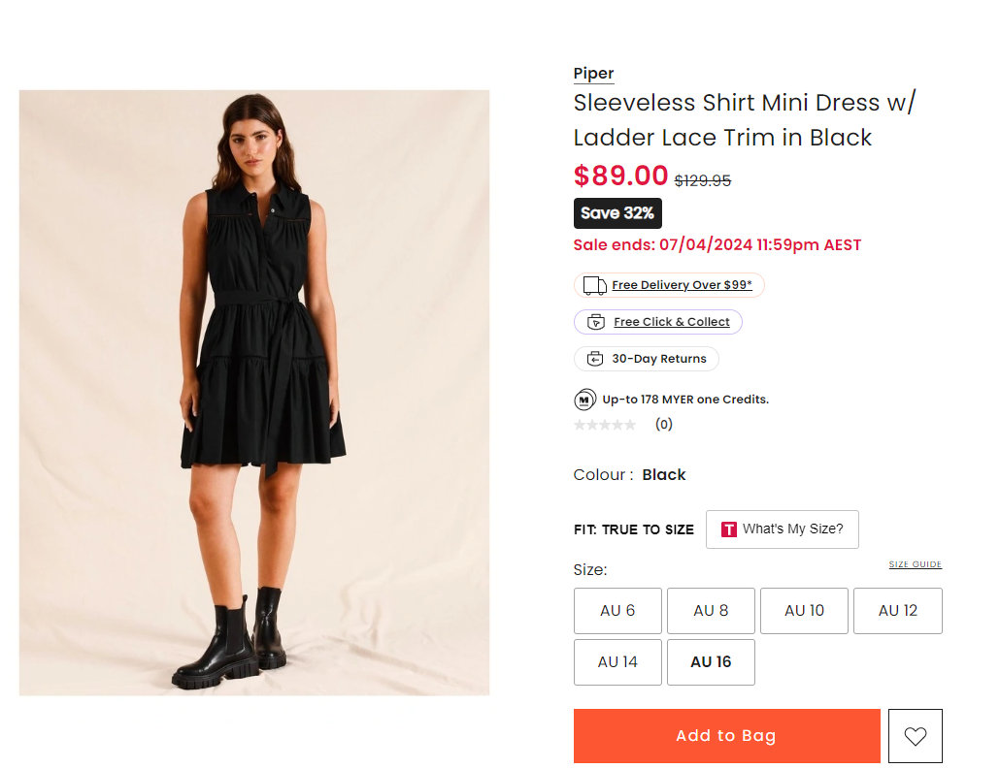 Piper
Sleeveless Shirt Mini Dress w/
Ladder Lace Trim in Black
$89.00 $129.95
Save 32%
Sale ends: 07/04/2024 11:59pm AEST
Free Delivery Over $99*
Free Click & Collect
30-Day Returns
M Up-to 178 MYER one Credits.
(0)
Colour : Black
FIT: TRUE TO SIZE T What's My Size?
Size: SIZE GUIDE
AU 6 AU 8 AU 10 AU 12
AU 14 AU 16
Add to Bag